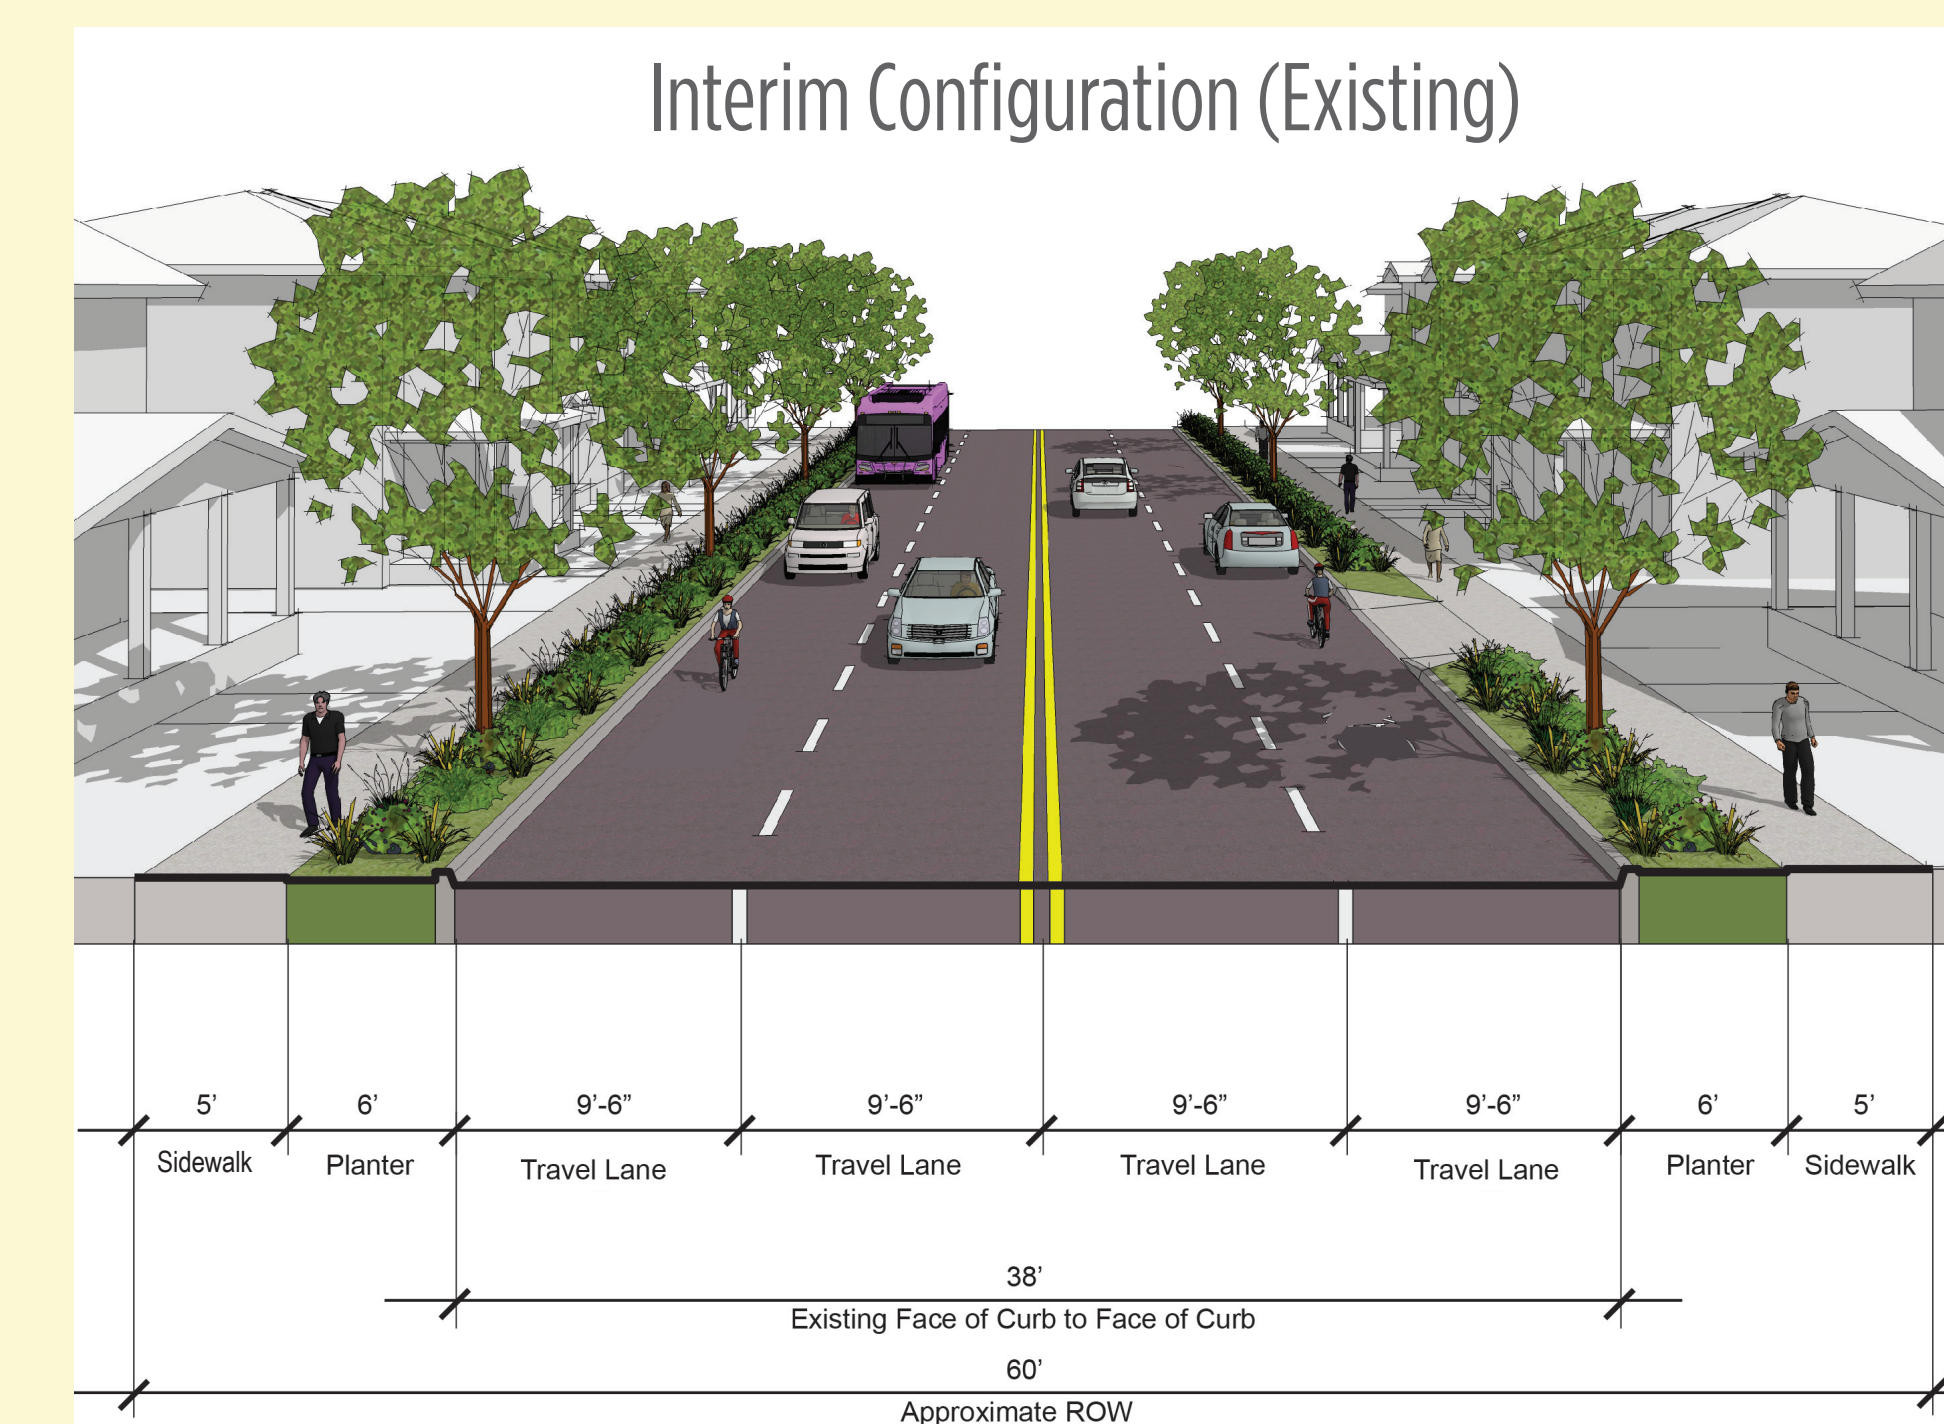 Interim Configuration (Existing)
5’ 6’ 9’-6” 9’-6” 9’-6” 9’-6” 6’ 5’
Sidewalk Planter Travel Lane Travel Lane Travel Lane Travel Lane Planter Sidewalk
38’
Existing Face of Curb to Face of Curb
60’
Approximate ROW